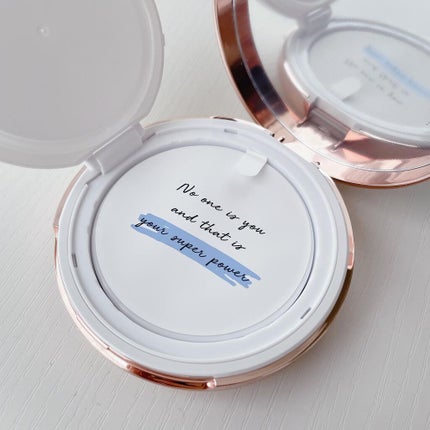 No one is you
and that is
your super power